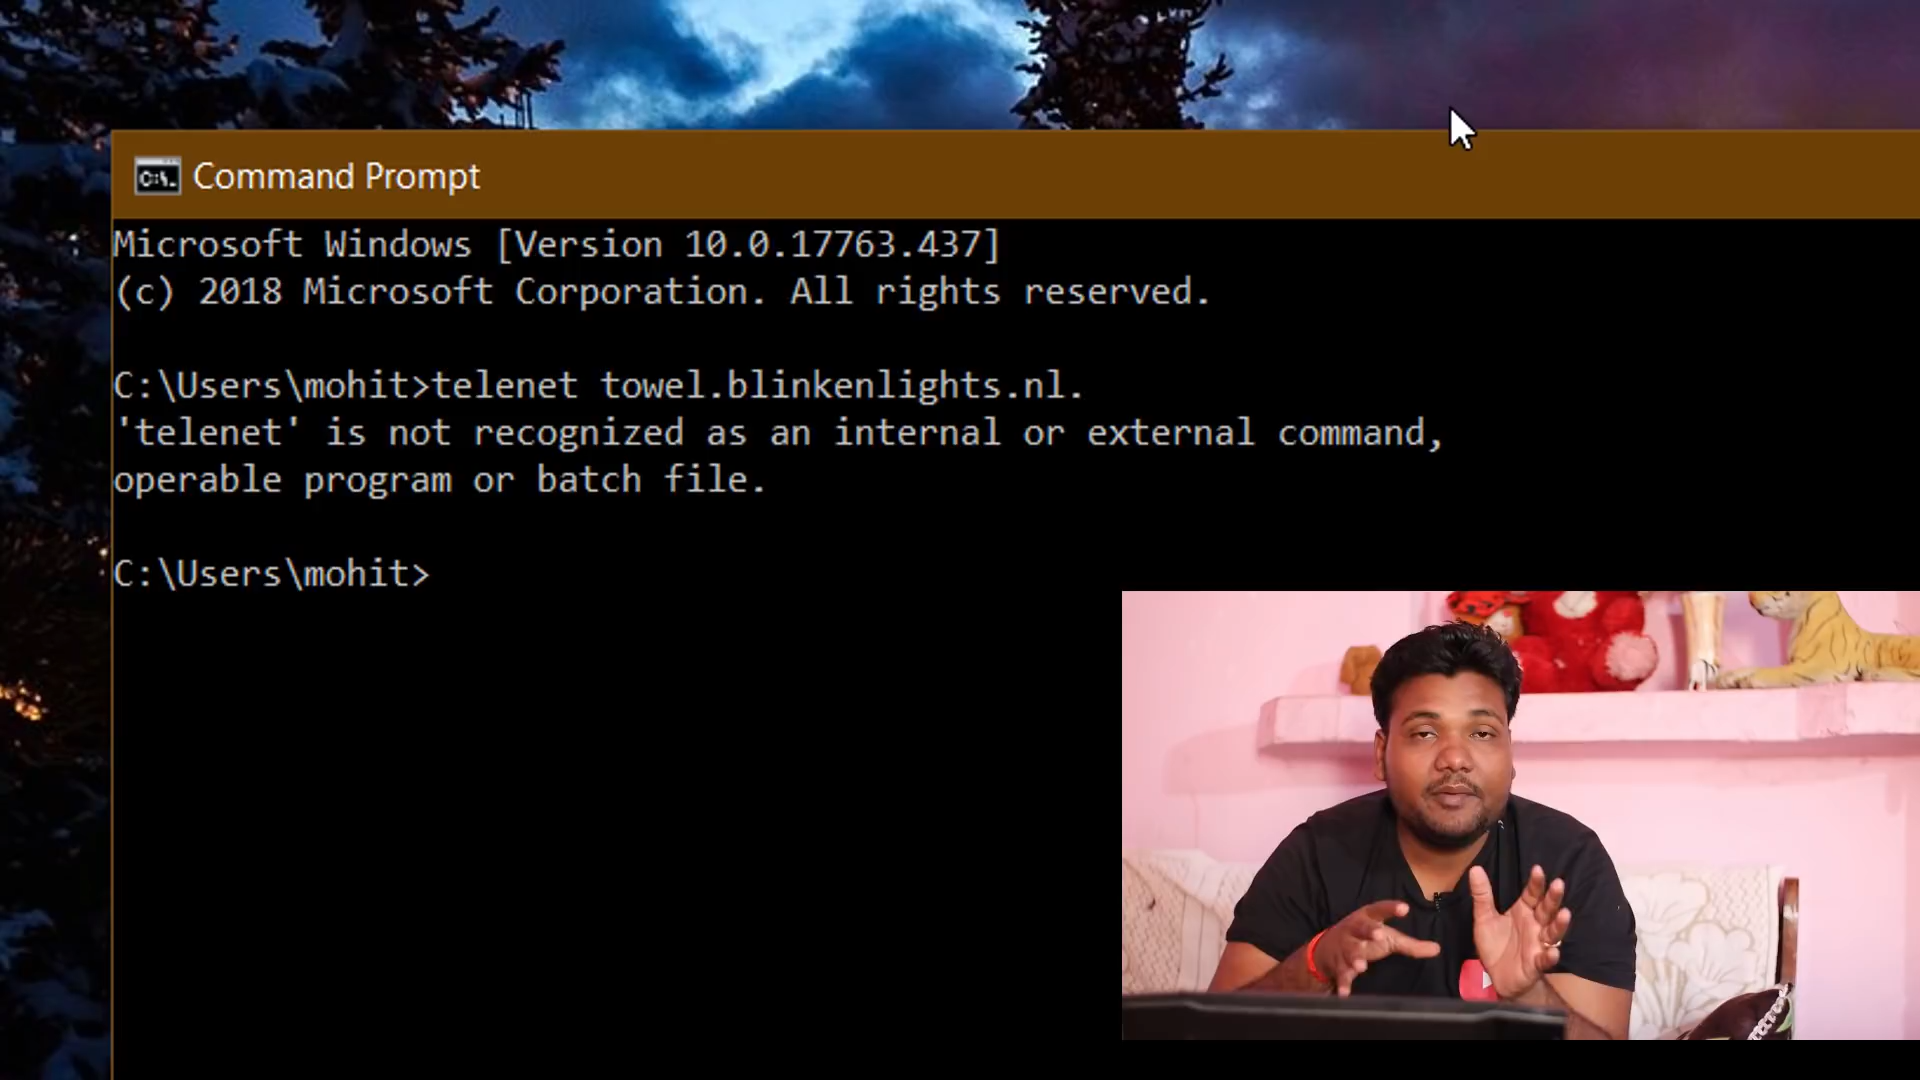 C:\. Command Prompt
Microsoft Windows [Version 10.0.17763.437]
(c) 2018 Microsoft Corporation. All rights reserved.
C:\Users\mohit>telenet towel.blinkenlights.nl.
'telenet' is not recognized as an internal or external command,
operable program or batch file.
C:\Users\mohit>